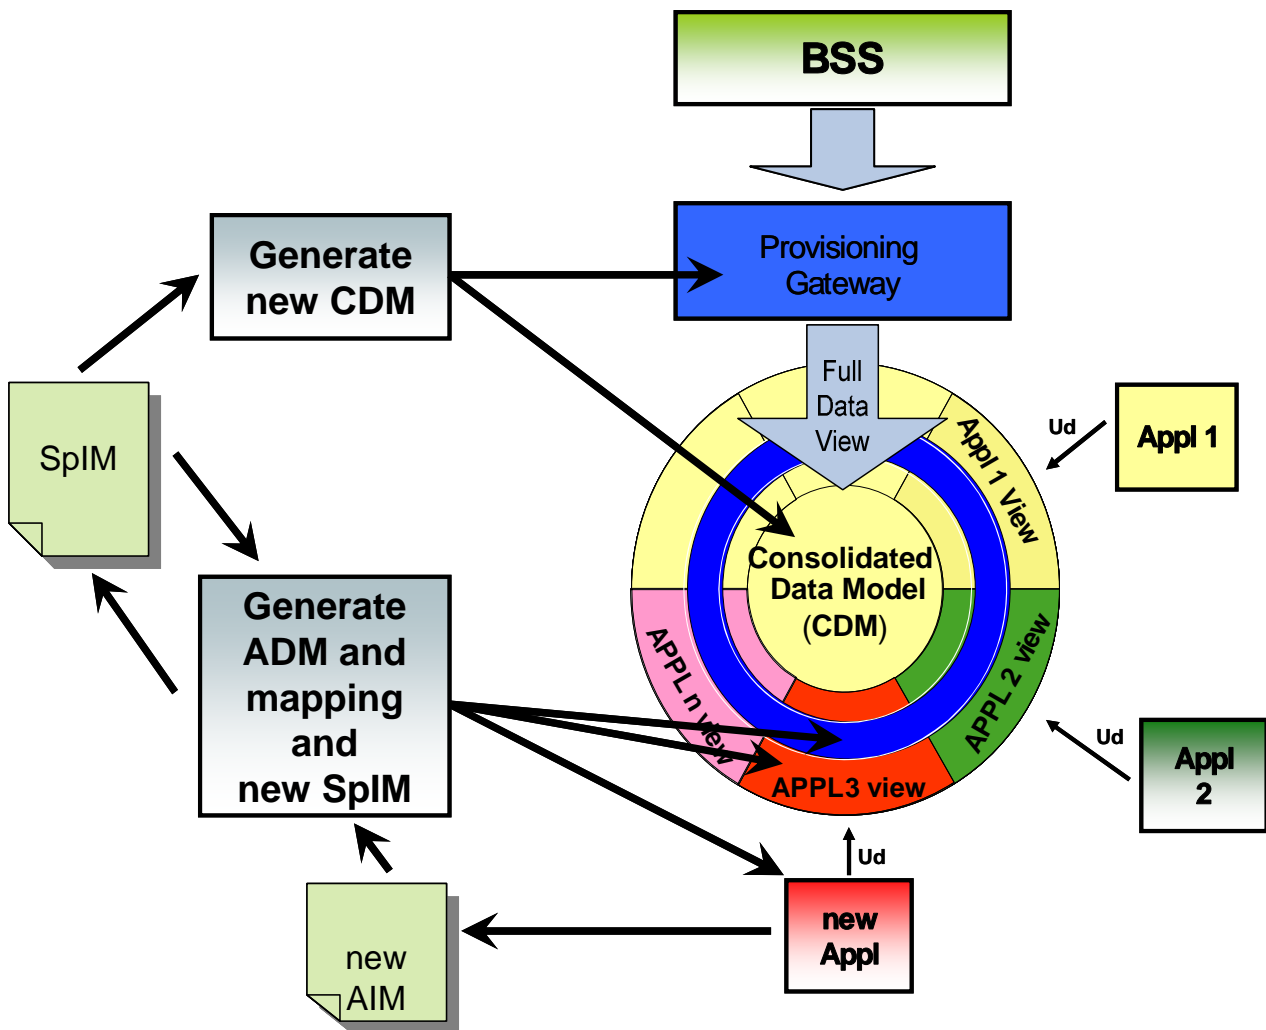 BSS
Provisioning
Gateway
Generate
new CDM
Full
Data
View
SpIM
Appl 1 View
Ud
Appl 1
Consolidated
Data Model
(CDM)
Generate
ADM and
mapping
and
new SpIM
APPL n view
APPL 2 view
APPL3 view
Ud
Appl
2
Ud
new
Appl
new
AIM